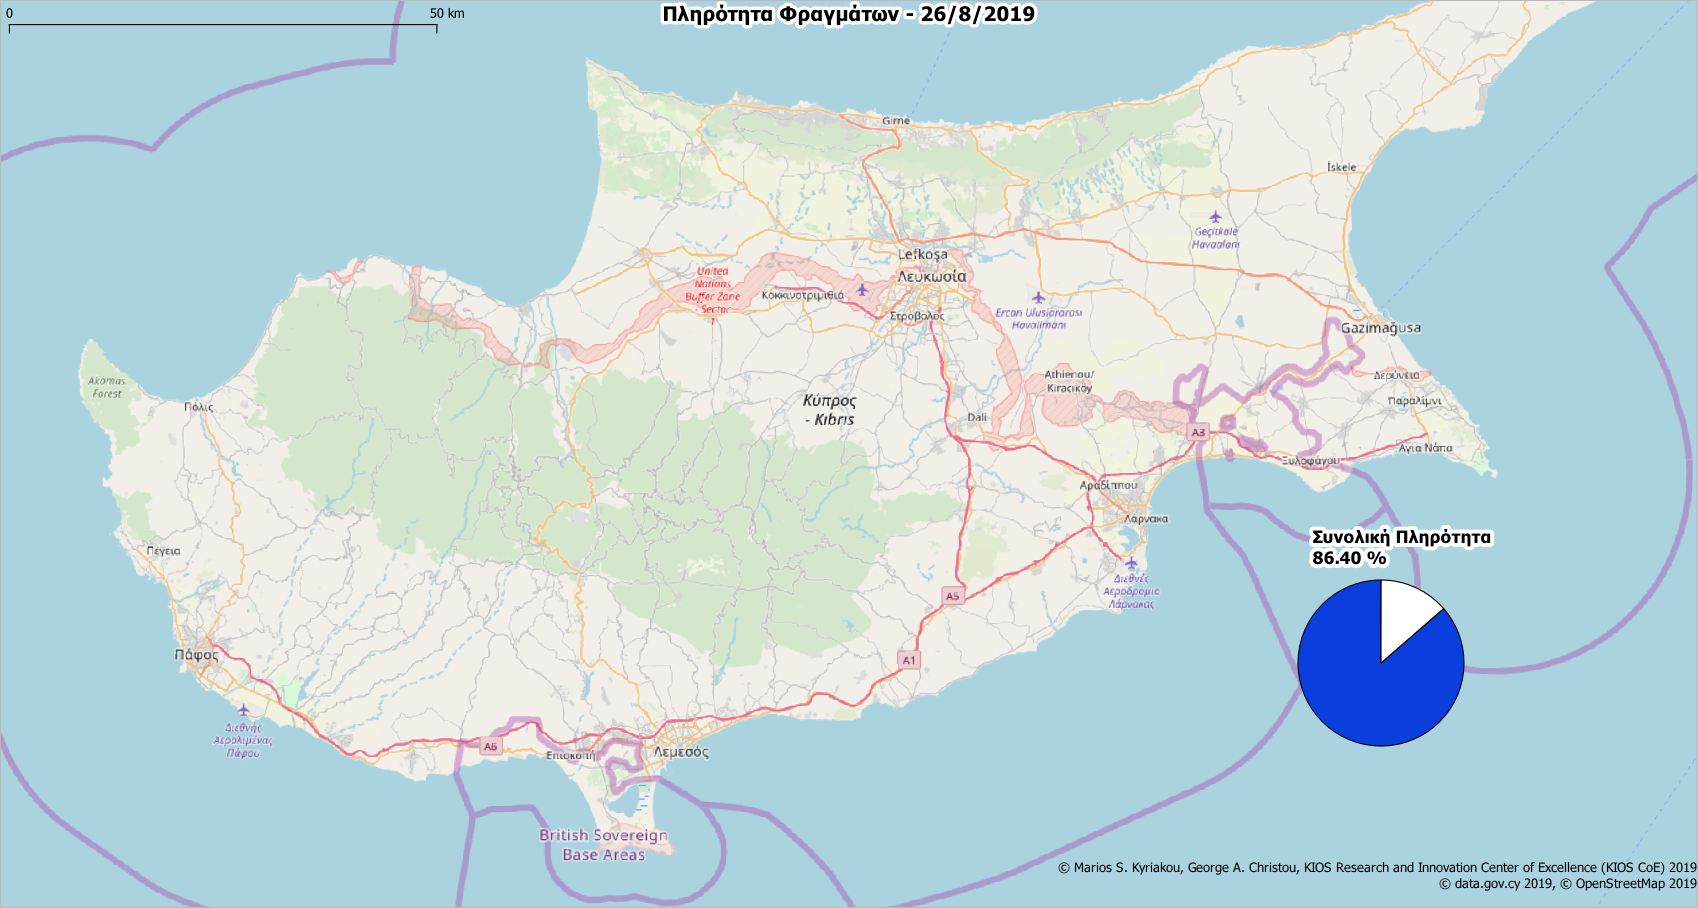 0
50 km
Πληρότητα Φραγμάτων - 26/8/2019
Girne
İskele
Geçitkale
Havaalanı
Lefkoşa
Λευκωσία
United
Nations
Buffer Zone
- Sector
Κοκκινοτριμιθιά
Στρόβολος
Ercan Uluslararası
Havalimanı
Gazimağusa
Akamas
Forest
Πόλις
Athienou/
Kiracıköy
Δερύνεια
Παραλίμνι
Κύπρος
- Kıbrıs
Dali
A3
Αγία Νάπα
Ξυλοφάγου
Αραδίππου
Λάρνακα
Πέγεια
Συνολική Πληρότητα
86.40 %
Διεθνές
Αεροδρόμιο
Λάρνακας
A5
Πάφος
A1
Διεθνής
Αερολιμένας
Πάφου
A6
Επισκοπή
Λεμεσός
British Sovereign
Base Areas
© Marios S. Kyriakou, George A. Christou, KIOS Research and Innovation Center of Excellence (KIOS CoE) 2019
© data.gov.cy 2019, © OpenStreetMap 2019